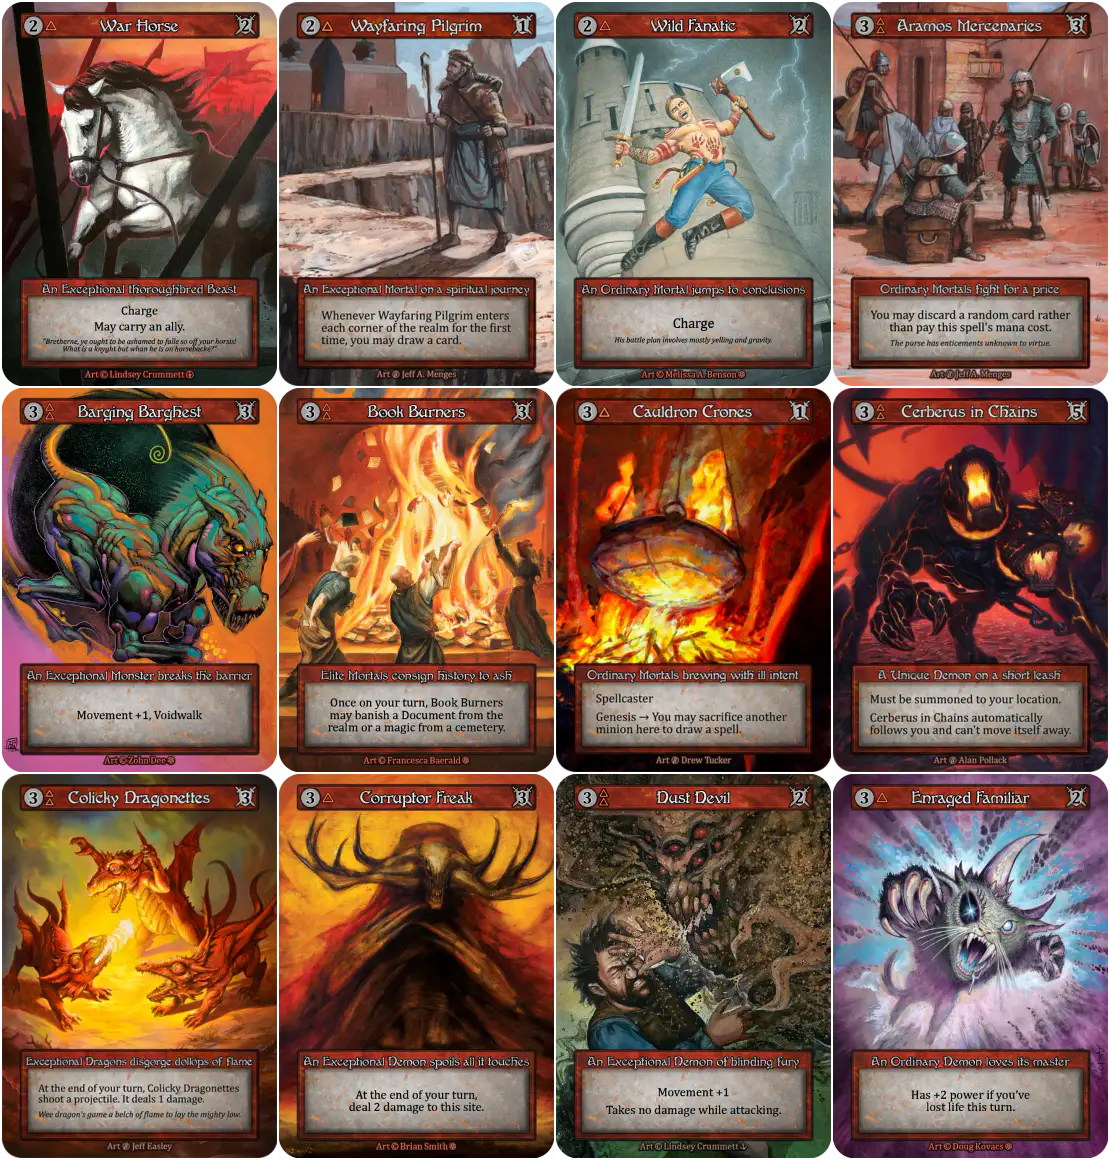 2 War Horse 2
An Exceptional thoroughbred Beast
Charge
May carry an ally.
"Bretherne, ye ought to be ashamed to falle so off your horsis!
What is a knyght but whan he is on horsebacke?"
Art © Lindsey Crummett
2 Wayfaring Pilgrim 1
An Exceptional Mortal on a spiritual journey
Whenever Wayfaring Pilgrim enters
each corner of the realm for the first
time, you may draw a card.
Art @ Jeff A. Menges
2 Wild Fanatic 2
An Ordinary Mortal jumps to conclusions
Charge
His battle plan involves mostly yelling and gravity.
Art © Melissa A. Benson
3 Aramos Mercenaries 3
Ordinary Mortals fight for a price
You may discard a random card rather
than pay this spell's mana cost.
The purse has enticements unknown to virtue.
Art @ Jeff A. Menges
3 Barging Barghest 3
An Exceptional Monster breaks the barrier
Movement +1, Voidwalk
Art © Zohn Dee
3 Book Burners 3
Elite Mortals consign history to ash
Once on your turn, Book Burners
may banish a Document from the
realm or a magic from a cemetery.
Art © Francesca Baerald
3 Cauldron Crones 1
Ordinary Mortals brewing with ill intent
Spellcaster
Genesis → You may sacrifice another
minion here to draw a spell.
Art @ Drew Tucker
3 Cerberus in Chains 5
A Unique Demon on a short leash
Must be summoned to your location.
Cerberus in Chains automatically
follows you and can't move itself away.
Art @ Alan Pollack
3 Colicky Dragonettes 3
Exceptional Dragons disgorge dollops of flame
At the end of your turn, Colicky Dragonettes
shoot a projectile. It deals 1 damage.
Wee dragon's game a belch of flame to lay the mighty low.
Art @ Jeff Easley
3 Corruptor Freak 3
An Exceptional Demon spoils all it touches
At the end of your turn,
deal 2 damage to this site.
Art © Brian Smith
3 Dust Devil 2
An Exceptional Demon of blinding fury
Movement +1
Takes no damage while attacking.
Art © Lindsey Crummett
3 Enraged Familiar 2
An Ordinary Demon loves its master
Has +2 power if you've
lost life this turn.
Art © Doug Kovacs